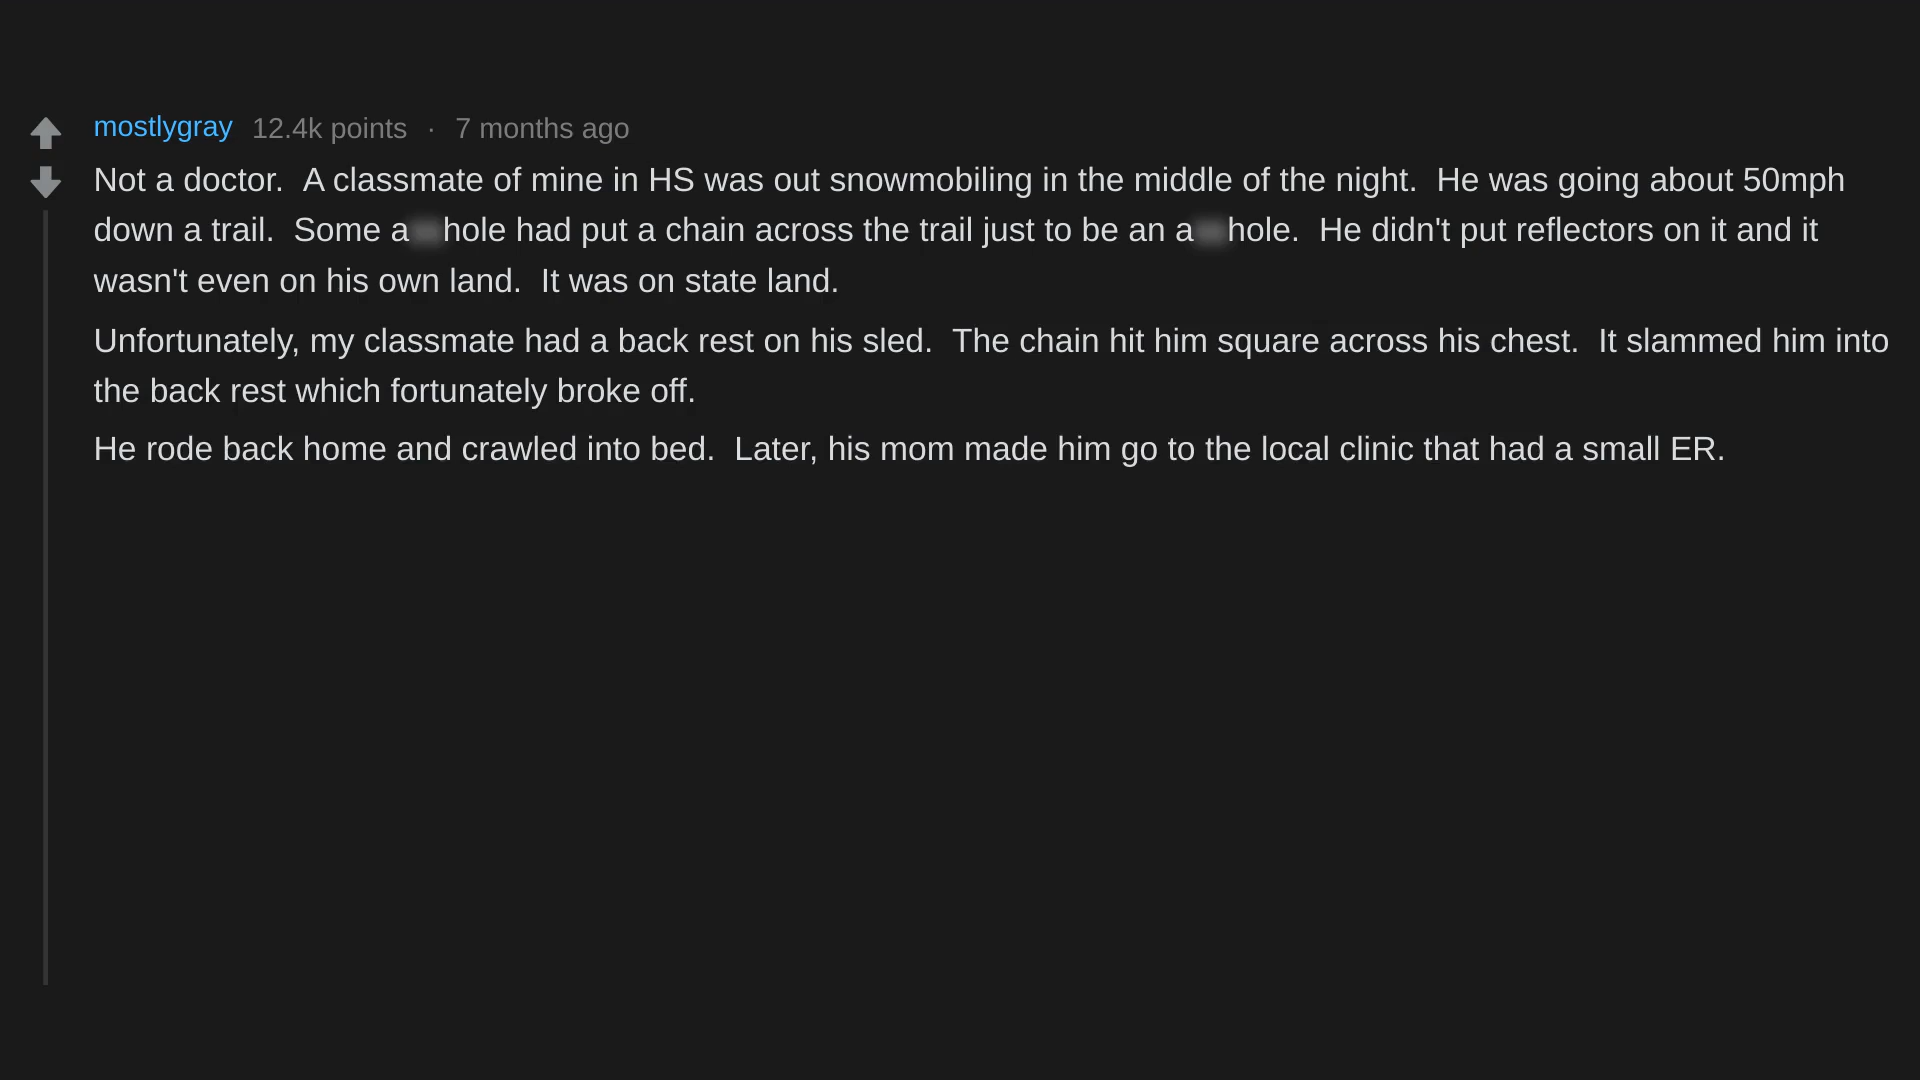 mostlygray 12.4k points · 7 months ago
Not a doctor.  A classmate of mine in HS was out snowmobiling in the middle of the night.  He was going about 50mph
down a trail.  Some a hole had put a chain across the trail just to be an a hole.  He didn't put reflectors on it and it
wasn't even on his own land.  It was on state land.
Unfortunately, my classmate had a back rest on his sled.  The chain hit him square across his chest.  It slammed him into
the back rest which fortunately broke off.
He rode back home and crawled into bed.  Later, his mom made him go to the local clinic that had a small ER.